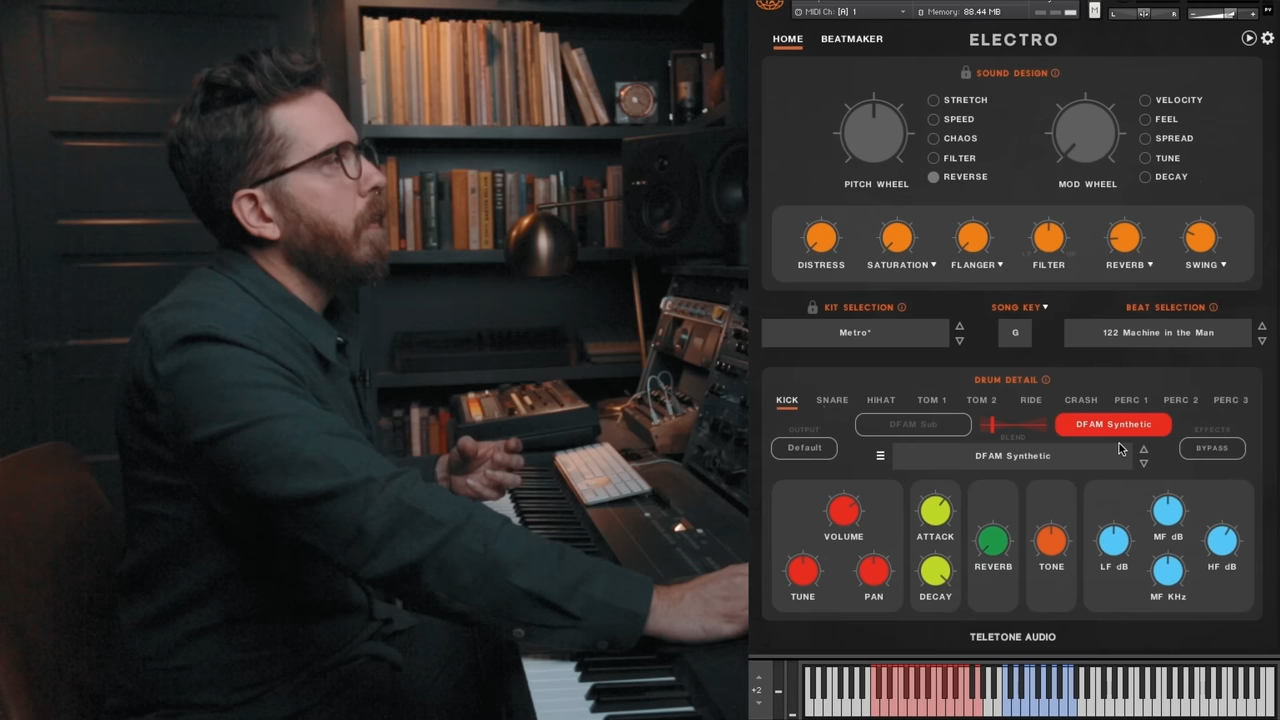 MIDI Ch: [A] 1
Memory: 88.44 MB
M
L R
PV
HOME BEATMAKER ELECTRO
SOUND DESIGN
STRETCH
SPEED
CHAOS
FILTER
REVERSE
PITCH WHEEL
VELOCITY
FEEL
SPREAD
TUNE
DECAY
MOD WHEEL
DISTRESS SATURATION FLANGER FILTER REVERB SWING
KIT SELECTION SONG KEY BEAT SELECTION
Metro* G 122 Machine in the Man
DRUM DETAIL
KICK SNARE HIHAT TOM 1 TOM 2 RIDE CRASH PERC 1 PERC 2 PERC 3
DFAM Sub BLEND DFAM Synthetic
OUTPUT EFFECTS
Default DFAM Synthetic BYPASS
VOLUME ATTACK MF dB
REVERB TONE LF dB HF dB
TUNE PAN DECAY MF KHz
TELETONE AUDIO
+2